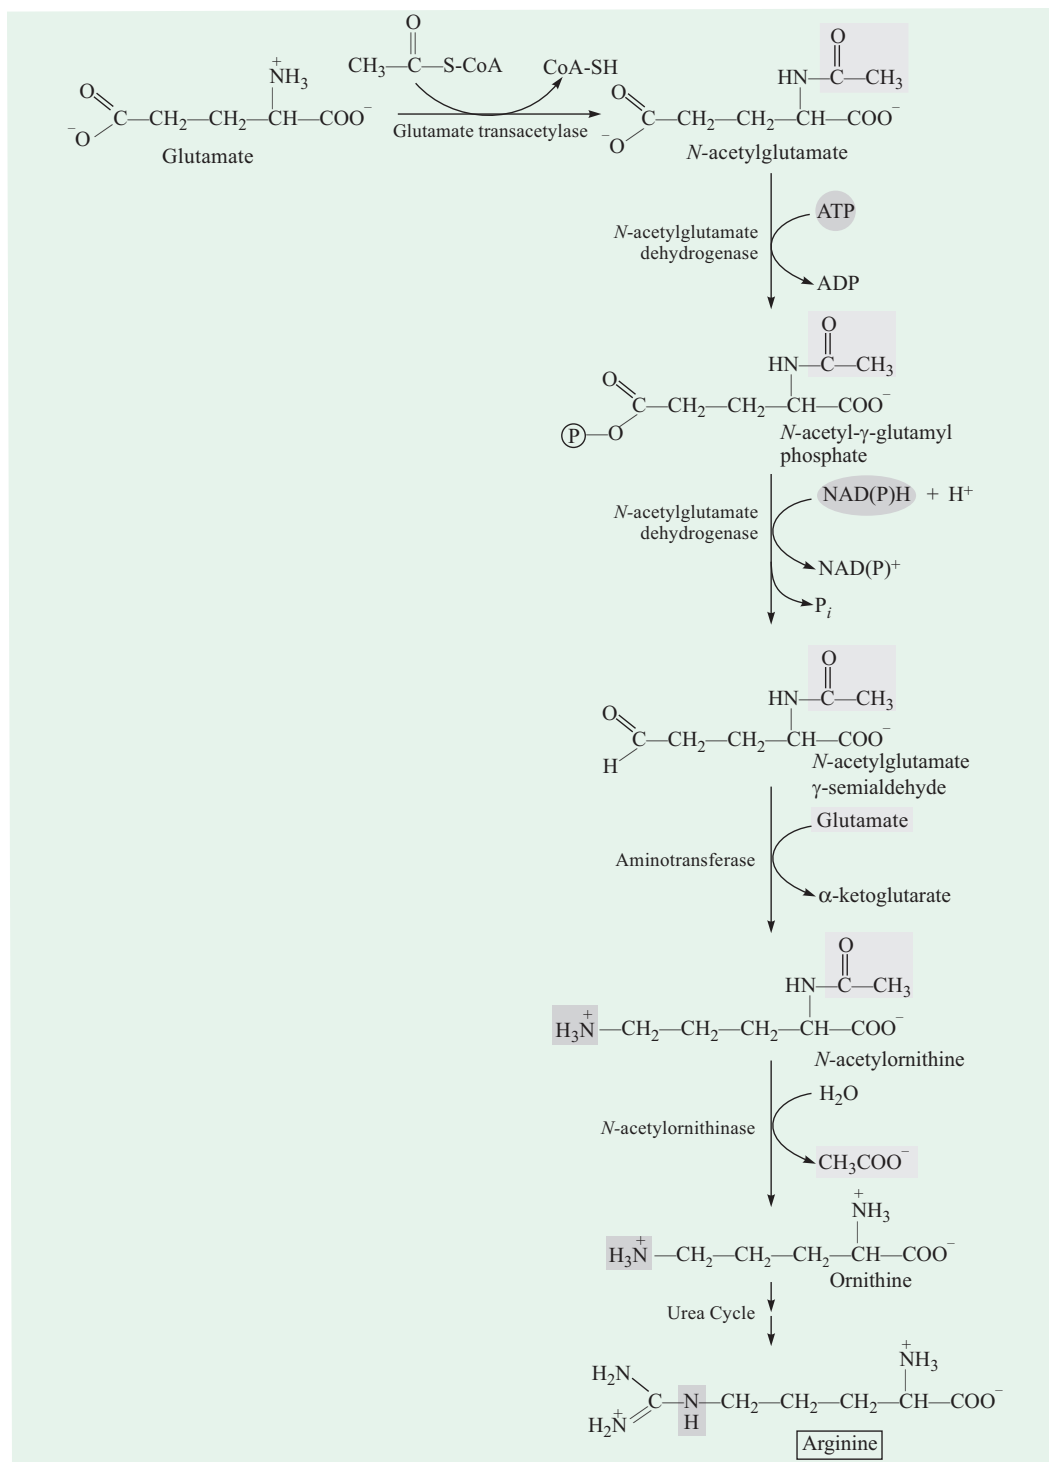 O
CH₃—C—S-CoA
CoA-SH
O
HN—C—CH₃
+
NH₃
O
⁻O
C—CH₂—CH₂—CH—COO⁻
Glutamate
Glutamate transacetylase
O
⁻O
C—CH₂—CH₂—CH—COO⁻
N-acetylglutamate
ATP
N-acetylglutamate
dehydrogenase
ADP
O
HN—C—CH₃
O
C—CH₂—CH₂—CH—COO⁻
P—O
N-acetyl-γ-glutamyl
phosphate
NAD(P)H + H⁺
N-acetylglutamate
dehydrogenase
NAD(P)⁺
Pᵢ
O
HN—C—CH₃
O
C—CH₂—CH₂—CH—COO⁻
H
N-acetylglutamate
γ-semialdehyde
Glutamate
Aminotransferase
α-ketoglutarate
O
HN—C—CH₃
+
H₃N—CH₂—CH₂—CH₂—CH—COO⁻
N-acetylornithine
H₂O
N-acetylornithinase
CH₃COO⁻
+
NH₃
+
H₃N—CH₂—CH₂—CH₂—CH—COO⁻
Ornithine
Urea Cycle
+
NH₃
H₂N
C—N—CH₂—CH₂—CH₂—CH—COO⁻
H
+
H₂N
Arginine